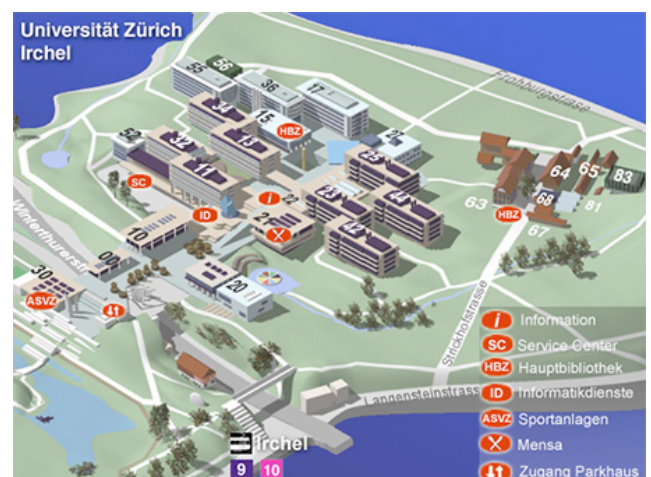 Universität Zürich
Irchel
Frohburgstrasse
55
56
36
17
34
15
HBZ
27
52
32
13
11
25
64
65
83
SC
i
22
23
44
63
68
81
HBZ
67
ID
21
10
42
Winterthurerstr
00
30
20
ASVZ
Strickhofstrasse
Langensteinstrass
i Information
SC Service Center
HBZ Hauptbibliothek
ID Informatikdienste
ASVZ Sportanlagen
Mensa
Zugang Parkhaus
Irchel
9 10